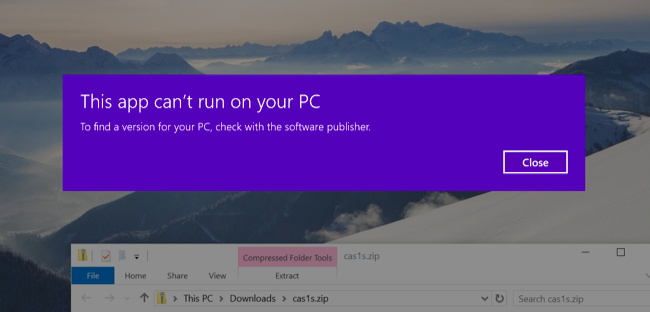 This app can't run on your PC
To find a version for your PC, check with the software publisher.
Close
Compressed Folder Tools
cas1s.zip
File
Home
Share
View
Extract
This PC > Downloads > cas1s.zip
Search cas1s.zip